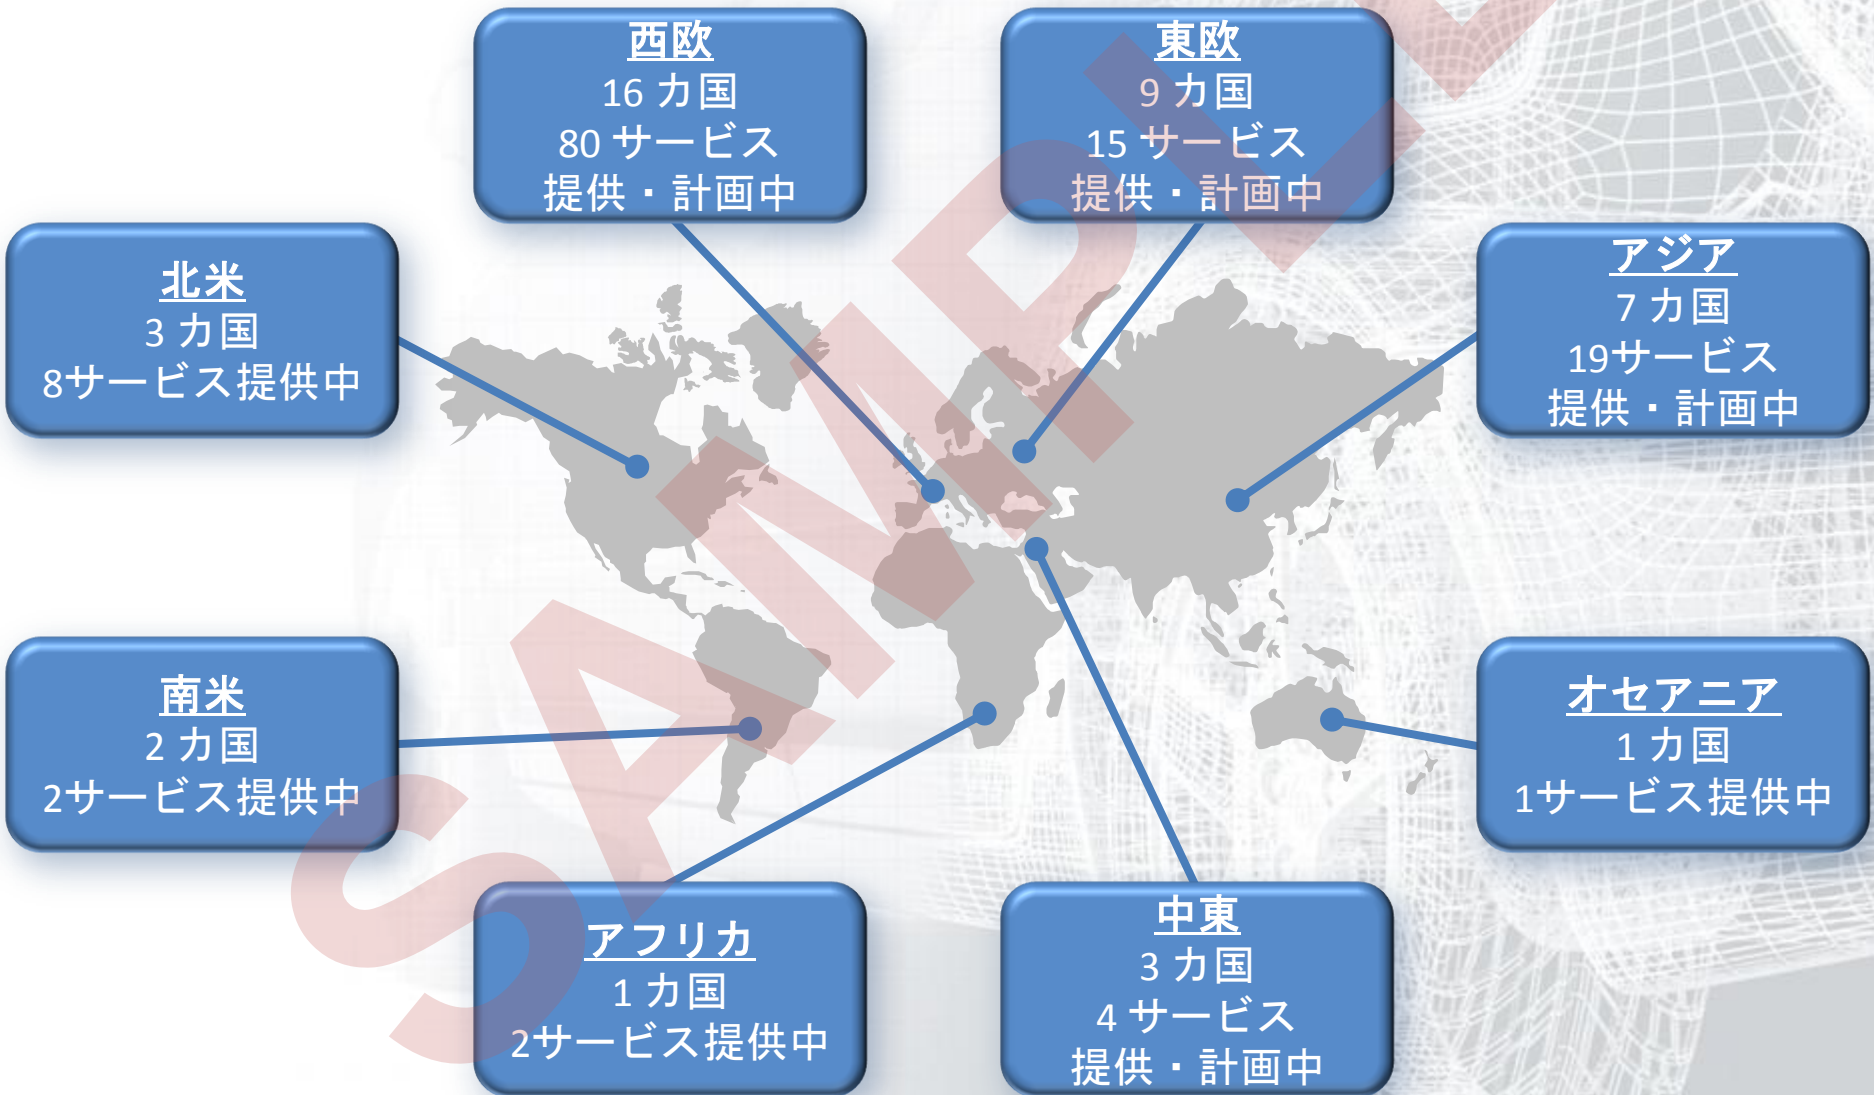 西欧
16 カ国
80 サービス
提供・計画中
東欧
9 カ国
15 サービス
提供・計画中
北米
3 カ国
8サービス提供中
アジア
7 カ国
19サービス
提供・計画中
南米
2 カ国
2サービス提供中
オセアニア
1 カ国
1サービス提供中
アフリカ
1 カ国
2サービス提供中
中東
3 カ国
4 サービス
提供・計画中
SAMPLE